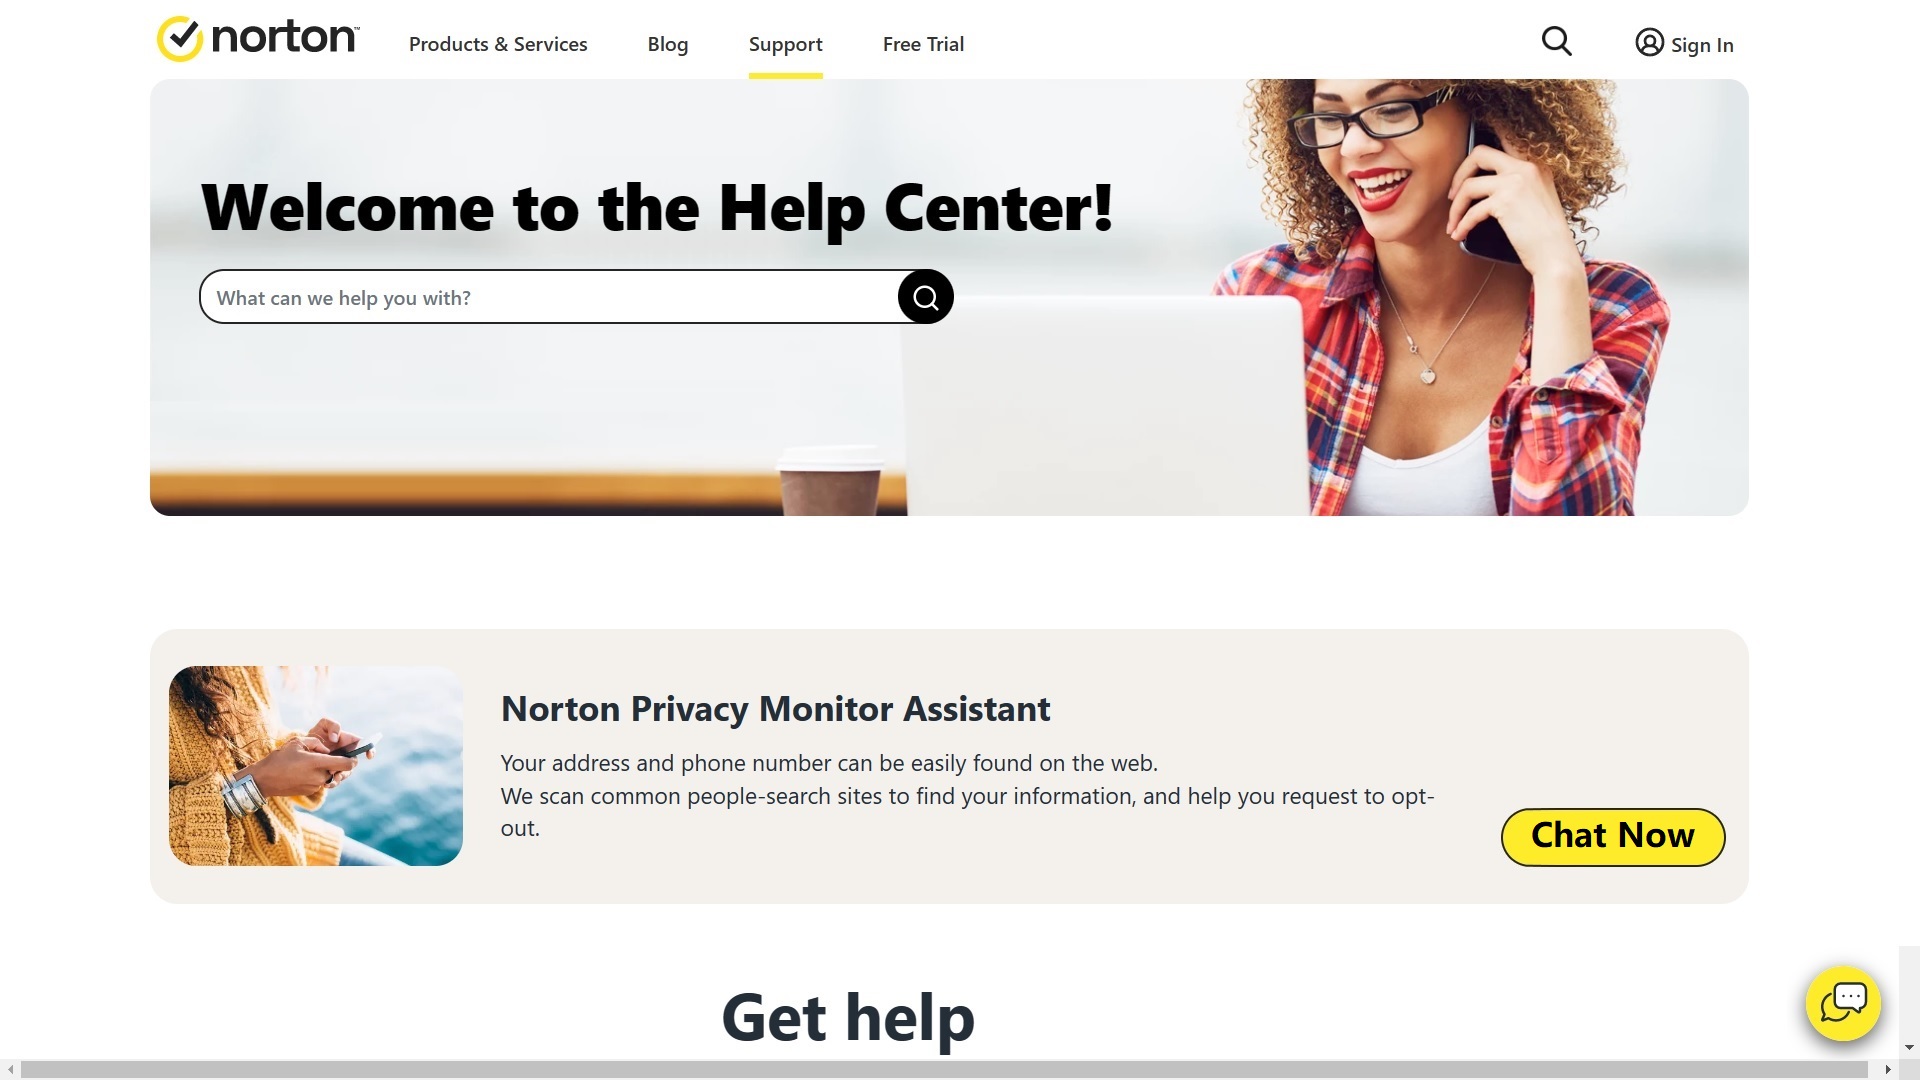 norton™
Products & Services
Blog
Support
Free Trial
Sign In
Welcome to the Help Center!
What can we help you with?
Norton Privacy Monitor Assistant
Your address and phone number can be easily found on the web.
We scan common people-search sites to find your information, and help you request to opt-
out.
Chat Now
Get help